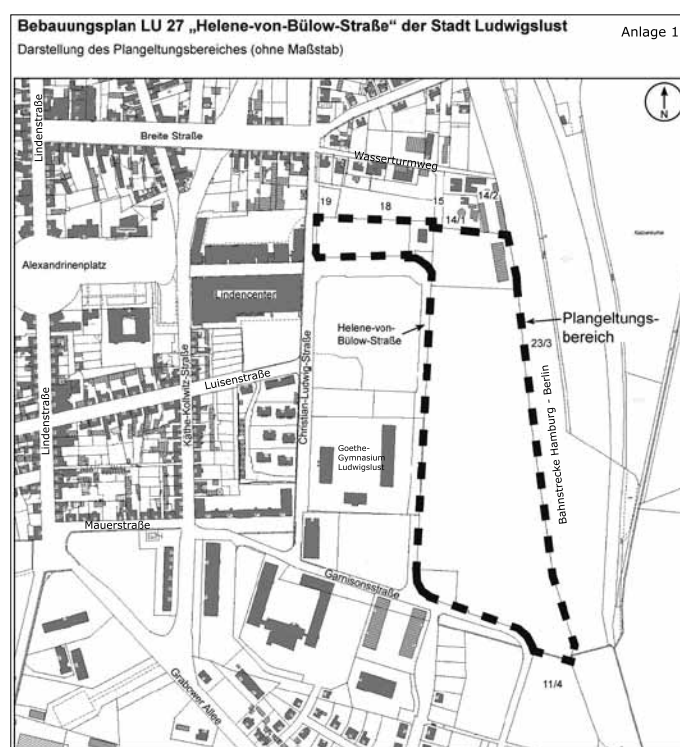 Bebauungsplan LU 27 „Helene-von-Bülow-Straße“ der Stadt Ludwigslust
Anlage 1
Darstellung des Plangeltungsbereiches (ohne Maßstab)
N
Lindenstraße
Breite Straße
Wasserturmweg
19
18
15
14/1
14/2
Alexandrinenplatz
Lindencenter
Helene-von-
Bülow-Straße
Plangeltungs-
bereich
23/3
Luisenstraße
Käthe-Kollwitz-Straße
Christian-Ludwig-Straße
Lindenstraße
Goethe-
Gymnasium
Ludwigslust
Bahnstrecke Hamburg - Berlin
Mauerstraße
Garnisonsstraße
Grabower Allee
11/4